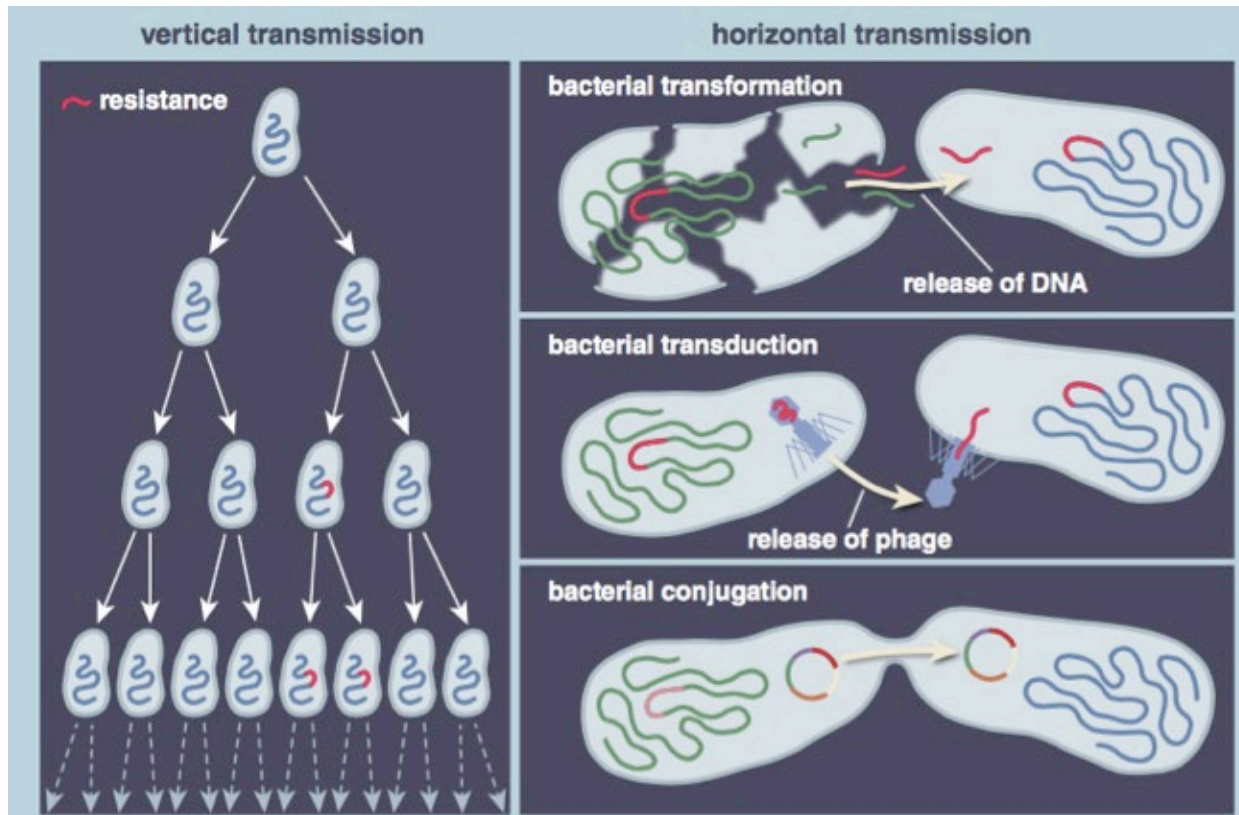 vertical transmission
resistance
horizontal transmission
bacterial transformation
release of DNA
bacterial transduction
release of phage
bacterial conjugation